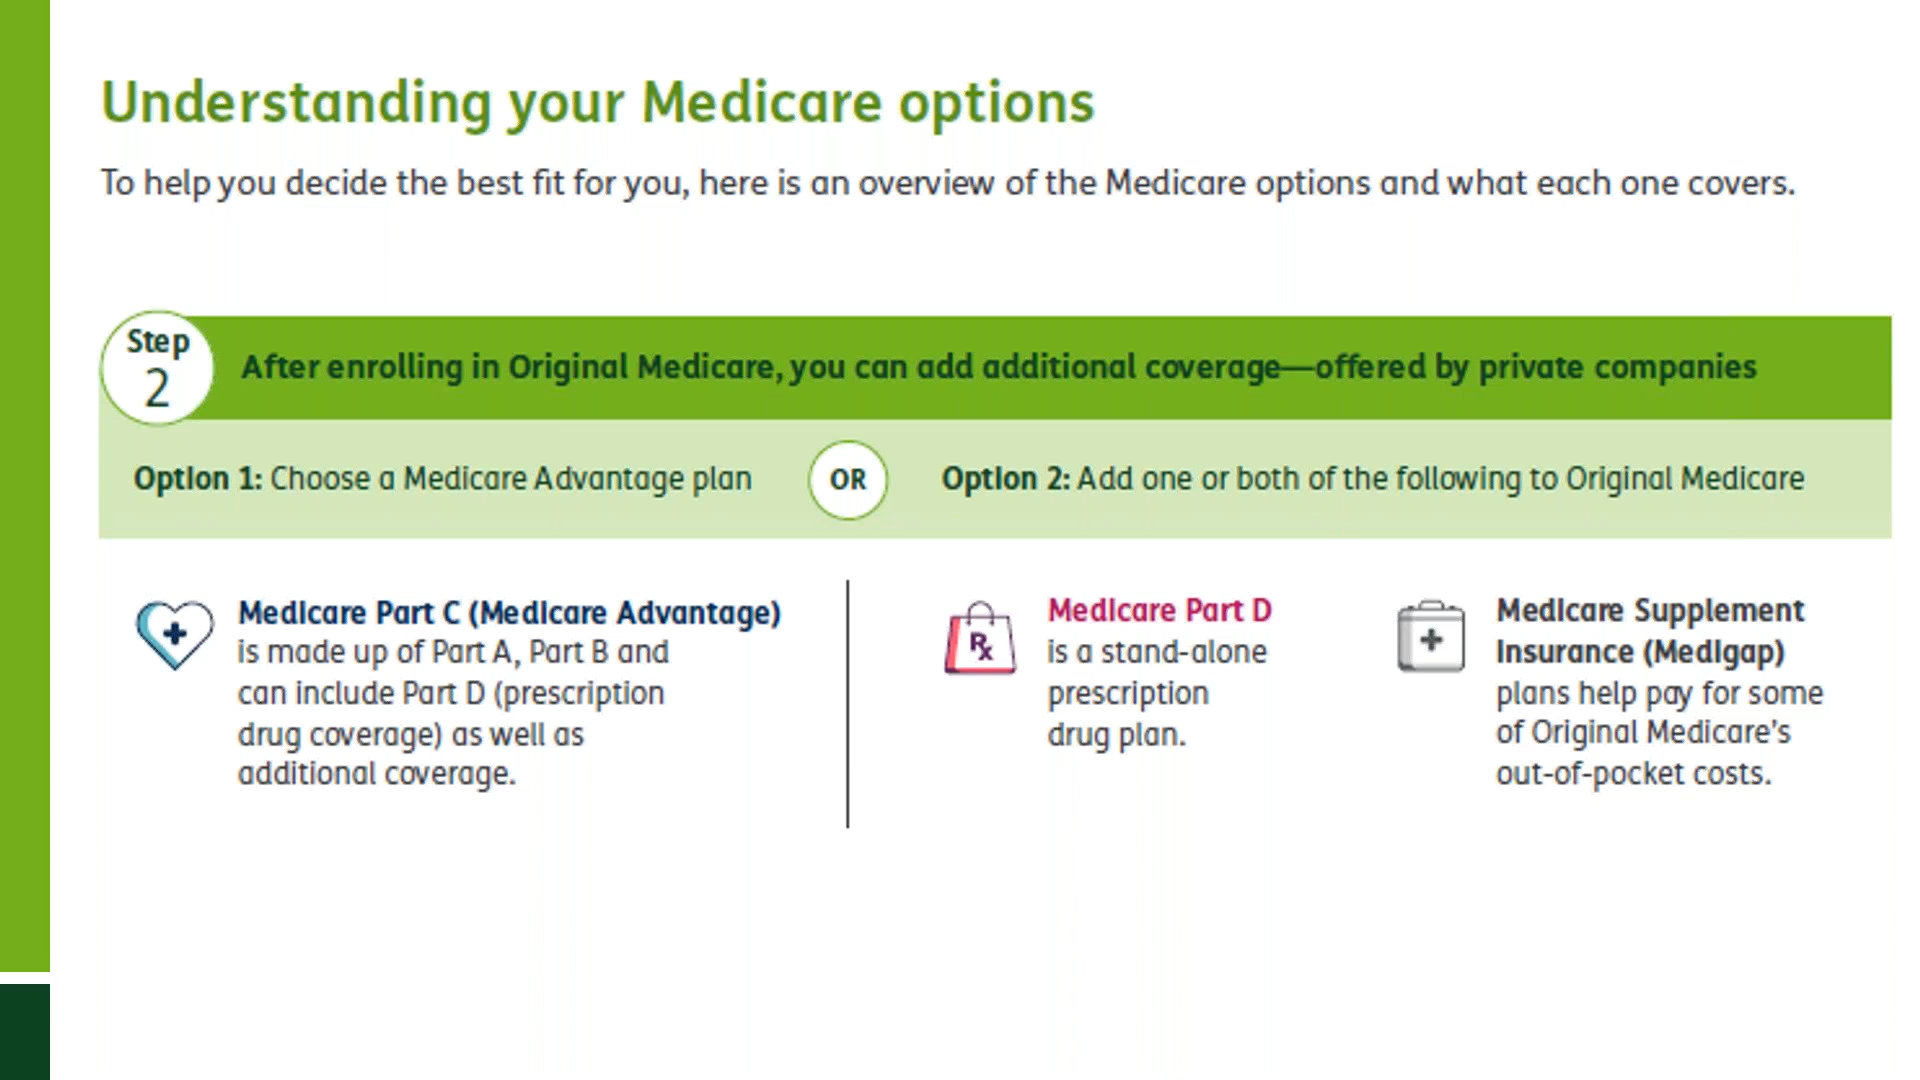 Understanding your Medicare options
To help you decide the best fit for you, here is an overview of the Medicare options and what each one covers.
Step
2
After enrolling in Original Medicare, you can add additional coverage—offered by private companies
Option 1: Choose a Medicare Advantage plan
OR
Option 2: Add one or both of the following to Original Medicare
Medicare Part C (Medicare Advantage)
is made up of Part A, Part B and
can include Part D (prescription
drug coverage) as well as
additional coverage.
Rx
Medicare Part D
is a stand-alone
prescription
drug plan.
Medicare Supplement
Insurance (Medigap)
plans help pay for some
of Original Medicare's
out-of-pocket costs.